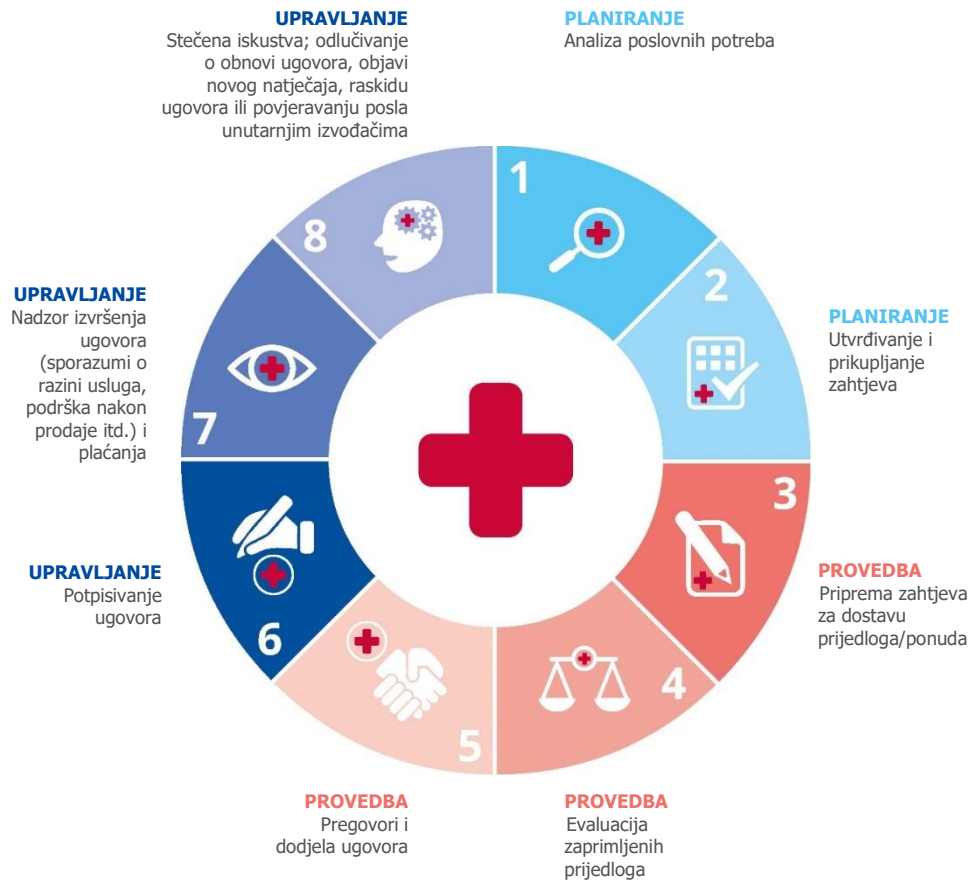 UPRAVLJANJE
Stečena iskustva; odlučivanje
o obnovi ugovora, objavi
novog natječaja, raskidu
ugovora ili povjeravanju posla
unutarnjim izvođačima
PLANIRANJE
Analiza poslovnih potreba
1
8
2
UPRAVLJANJE
Nadzor izvršenja
ugovora
(sporazumi o
razini usluga,
podrška nakon
prodaje itd.) i
plaćanja
PLANIRANJE
Utvrđivanje i
prikupljanje
zahtjeva
7
3
UPRAVLJANJE
Potpisivanje
ugovora
PROVEDBA
Priprema zahtjeva
za dostavu
prijedloga/ponuda
6
4
5
PROVEDBA
Pregovori i
dodjela ugovora
PROVEDBA
Evaluacija
zaprimljenih
prijedloga